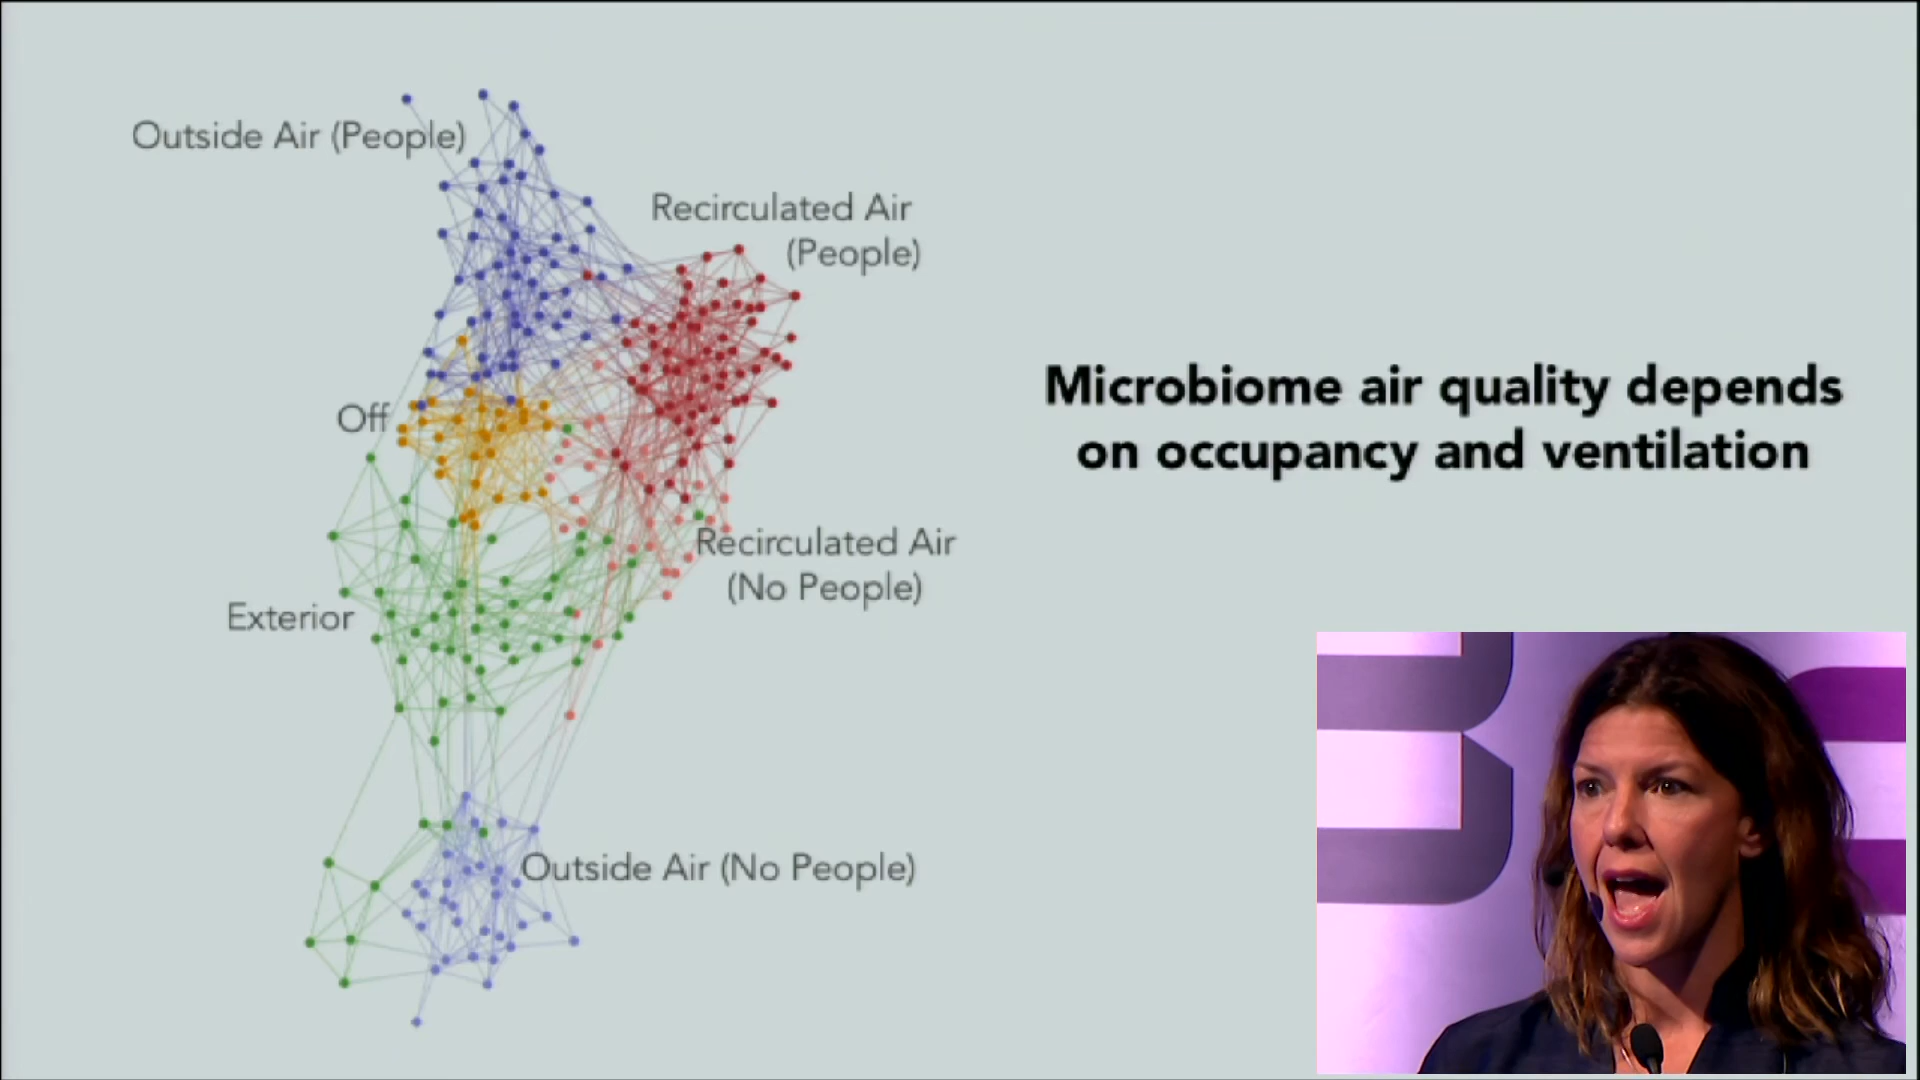 Outside Air (People)
Recirculated Air
(People)
Off
Microbiome air quality depends
on occupancy and ventilation
Recirculated Air
(No People)
Exterior
Outside Air (No People)